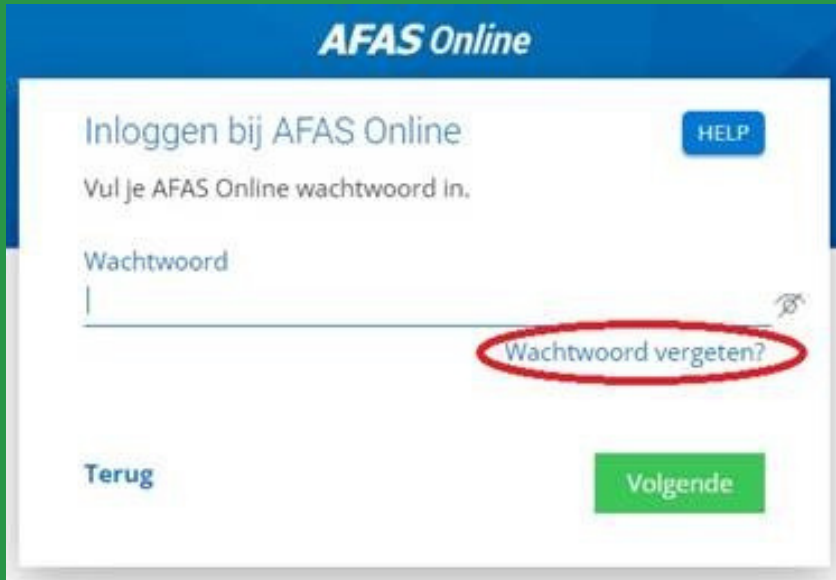 AFAS Online
Inloggen bij AFAS Online
HELP
Vul je AFAS Online wachtwoord in.
Wachtwoord
Wachtwoord vergeten?
Terug
Volgende